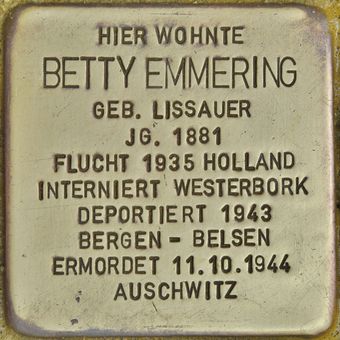 HIER WOHNTE
BETTY EMMERING
GEB. LISSAUER
JG. 1881
FLUCHT 1935 HOLLAND
INTERNIERT WESTERBORK
DEPORTIERT 1943
BERGEN - BELSEN
ERMORDET 11.10.1944
AUSCHWITZ